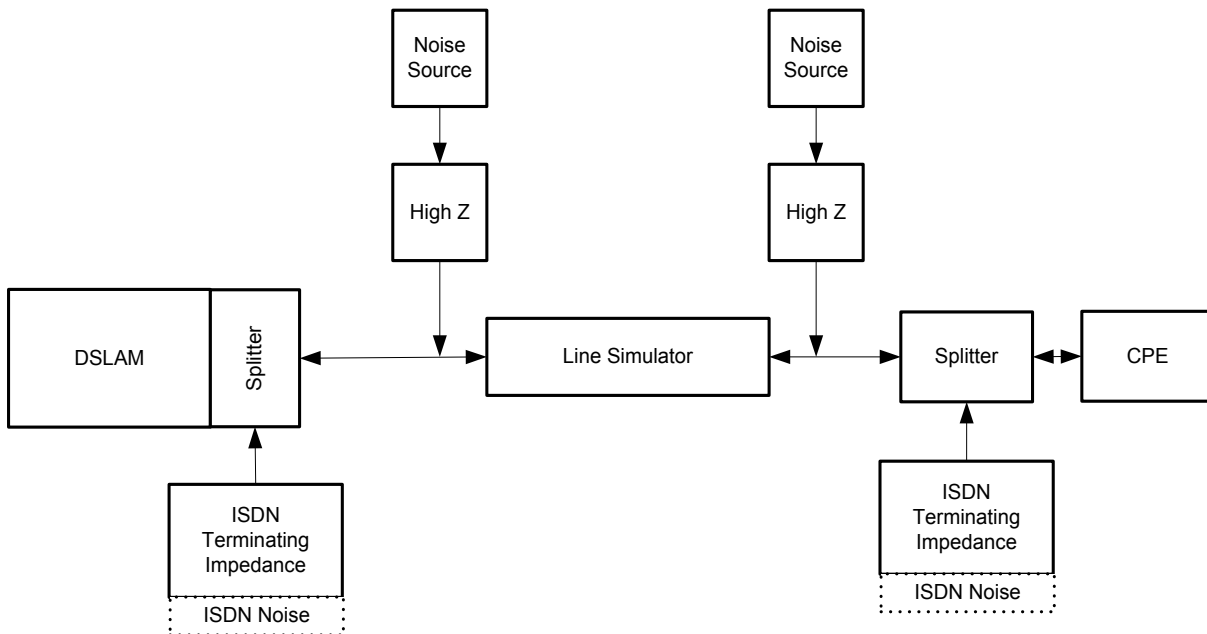 Noise
Source
Noise
Source
High Z
High Z
DSLAM
Splitter
Line Simulator
Splitter
CPE
ISDN
Terminating
Impedance
ISDN Noise
ISDN
Terminating
Impedance
ISDN Noise